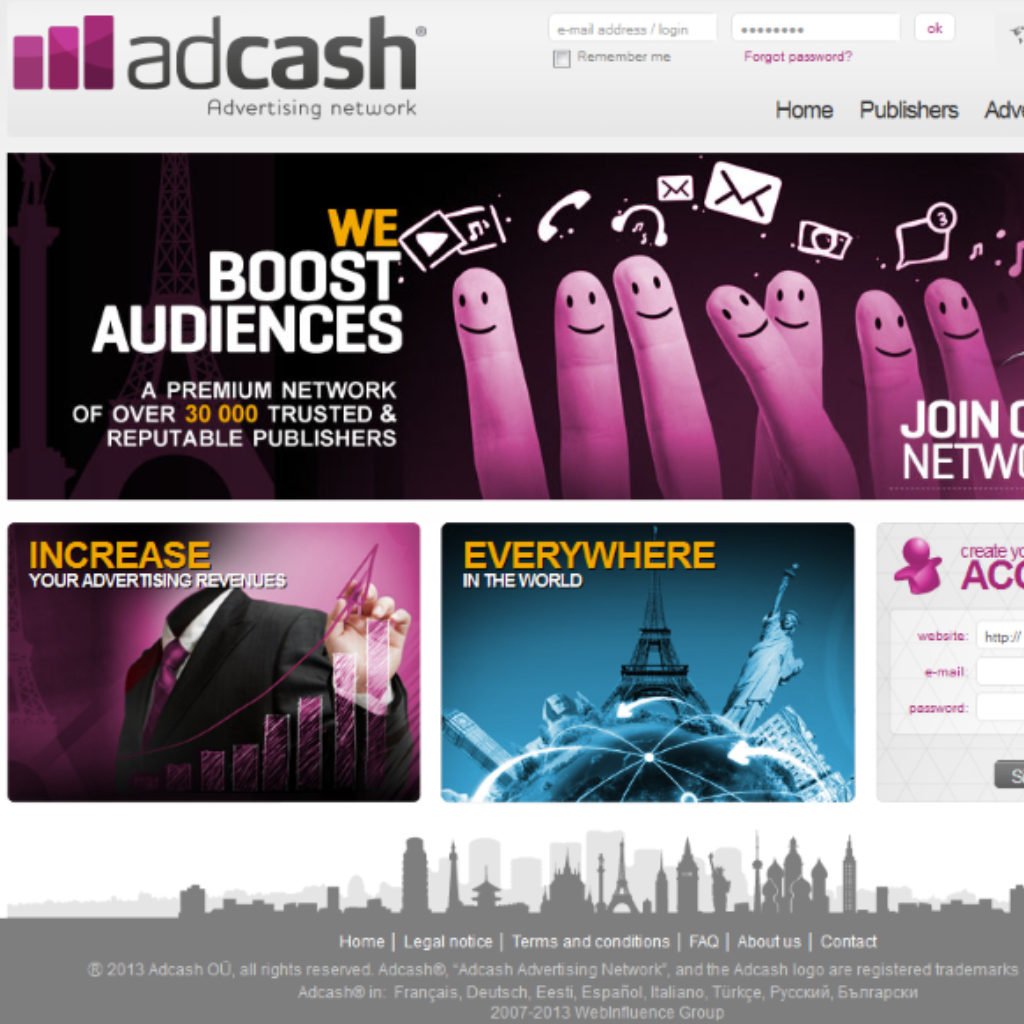 adcash®
Advertising network
e-mail address / login
ok
Remember me
Forgot password?
Home
Publishers
WE
BOOST
AUDIENCES
A PREMIUM NETWORK
OF OVER 30 000 TRUSTED &
REPUTABLE PUBLISHERS
3
JOIN
NETWO
INCREASE
YOUR ADVERTISING REVENUES
EVERYWHERE
IN THE WORLD
create yo
ACC
website: http://
e-mail:
password:
S
Home | Legal notice | Terms and conditions | FAQ | About us | Contact
® 2013 Adcash OÜ, all rights reserved. Adcash®, "Adcash Advertising Network", and the Adcash logo are registered trademarks
Adcash® in: Français, Deutsch, Eesti, Español, Italiano, Türkçe, Русский, Български
2007-2013 WebInfluence Group